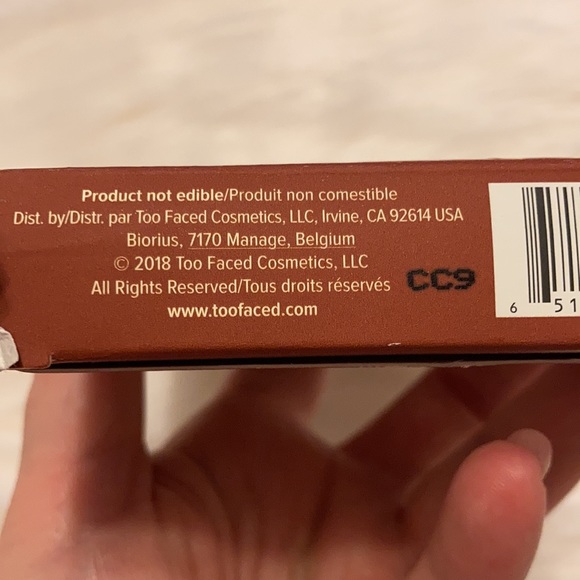 Product not edible/Produit non comestible
Dist. by/Distr. par Too Faced Cosmetics, LLC, Irvine, CA 92614 USA
Biorius, 7170 Manage, Belgium
© 2018 Too Faced Cosmetics, LLC
All Rights Reserved/Tous droits réservés
CC9
www.toofaced.com
6 51